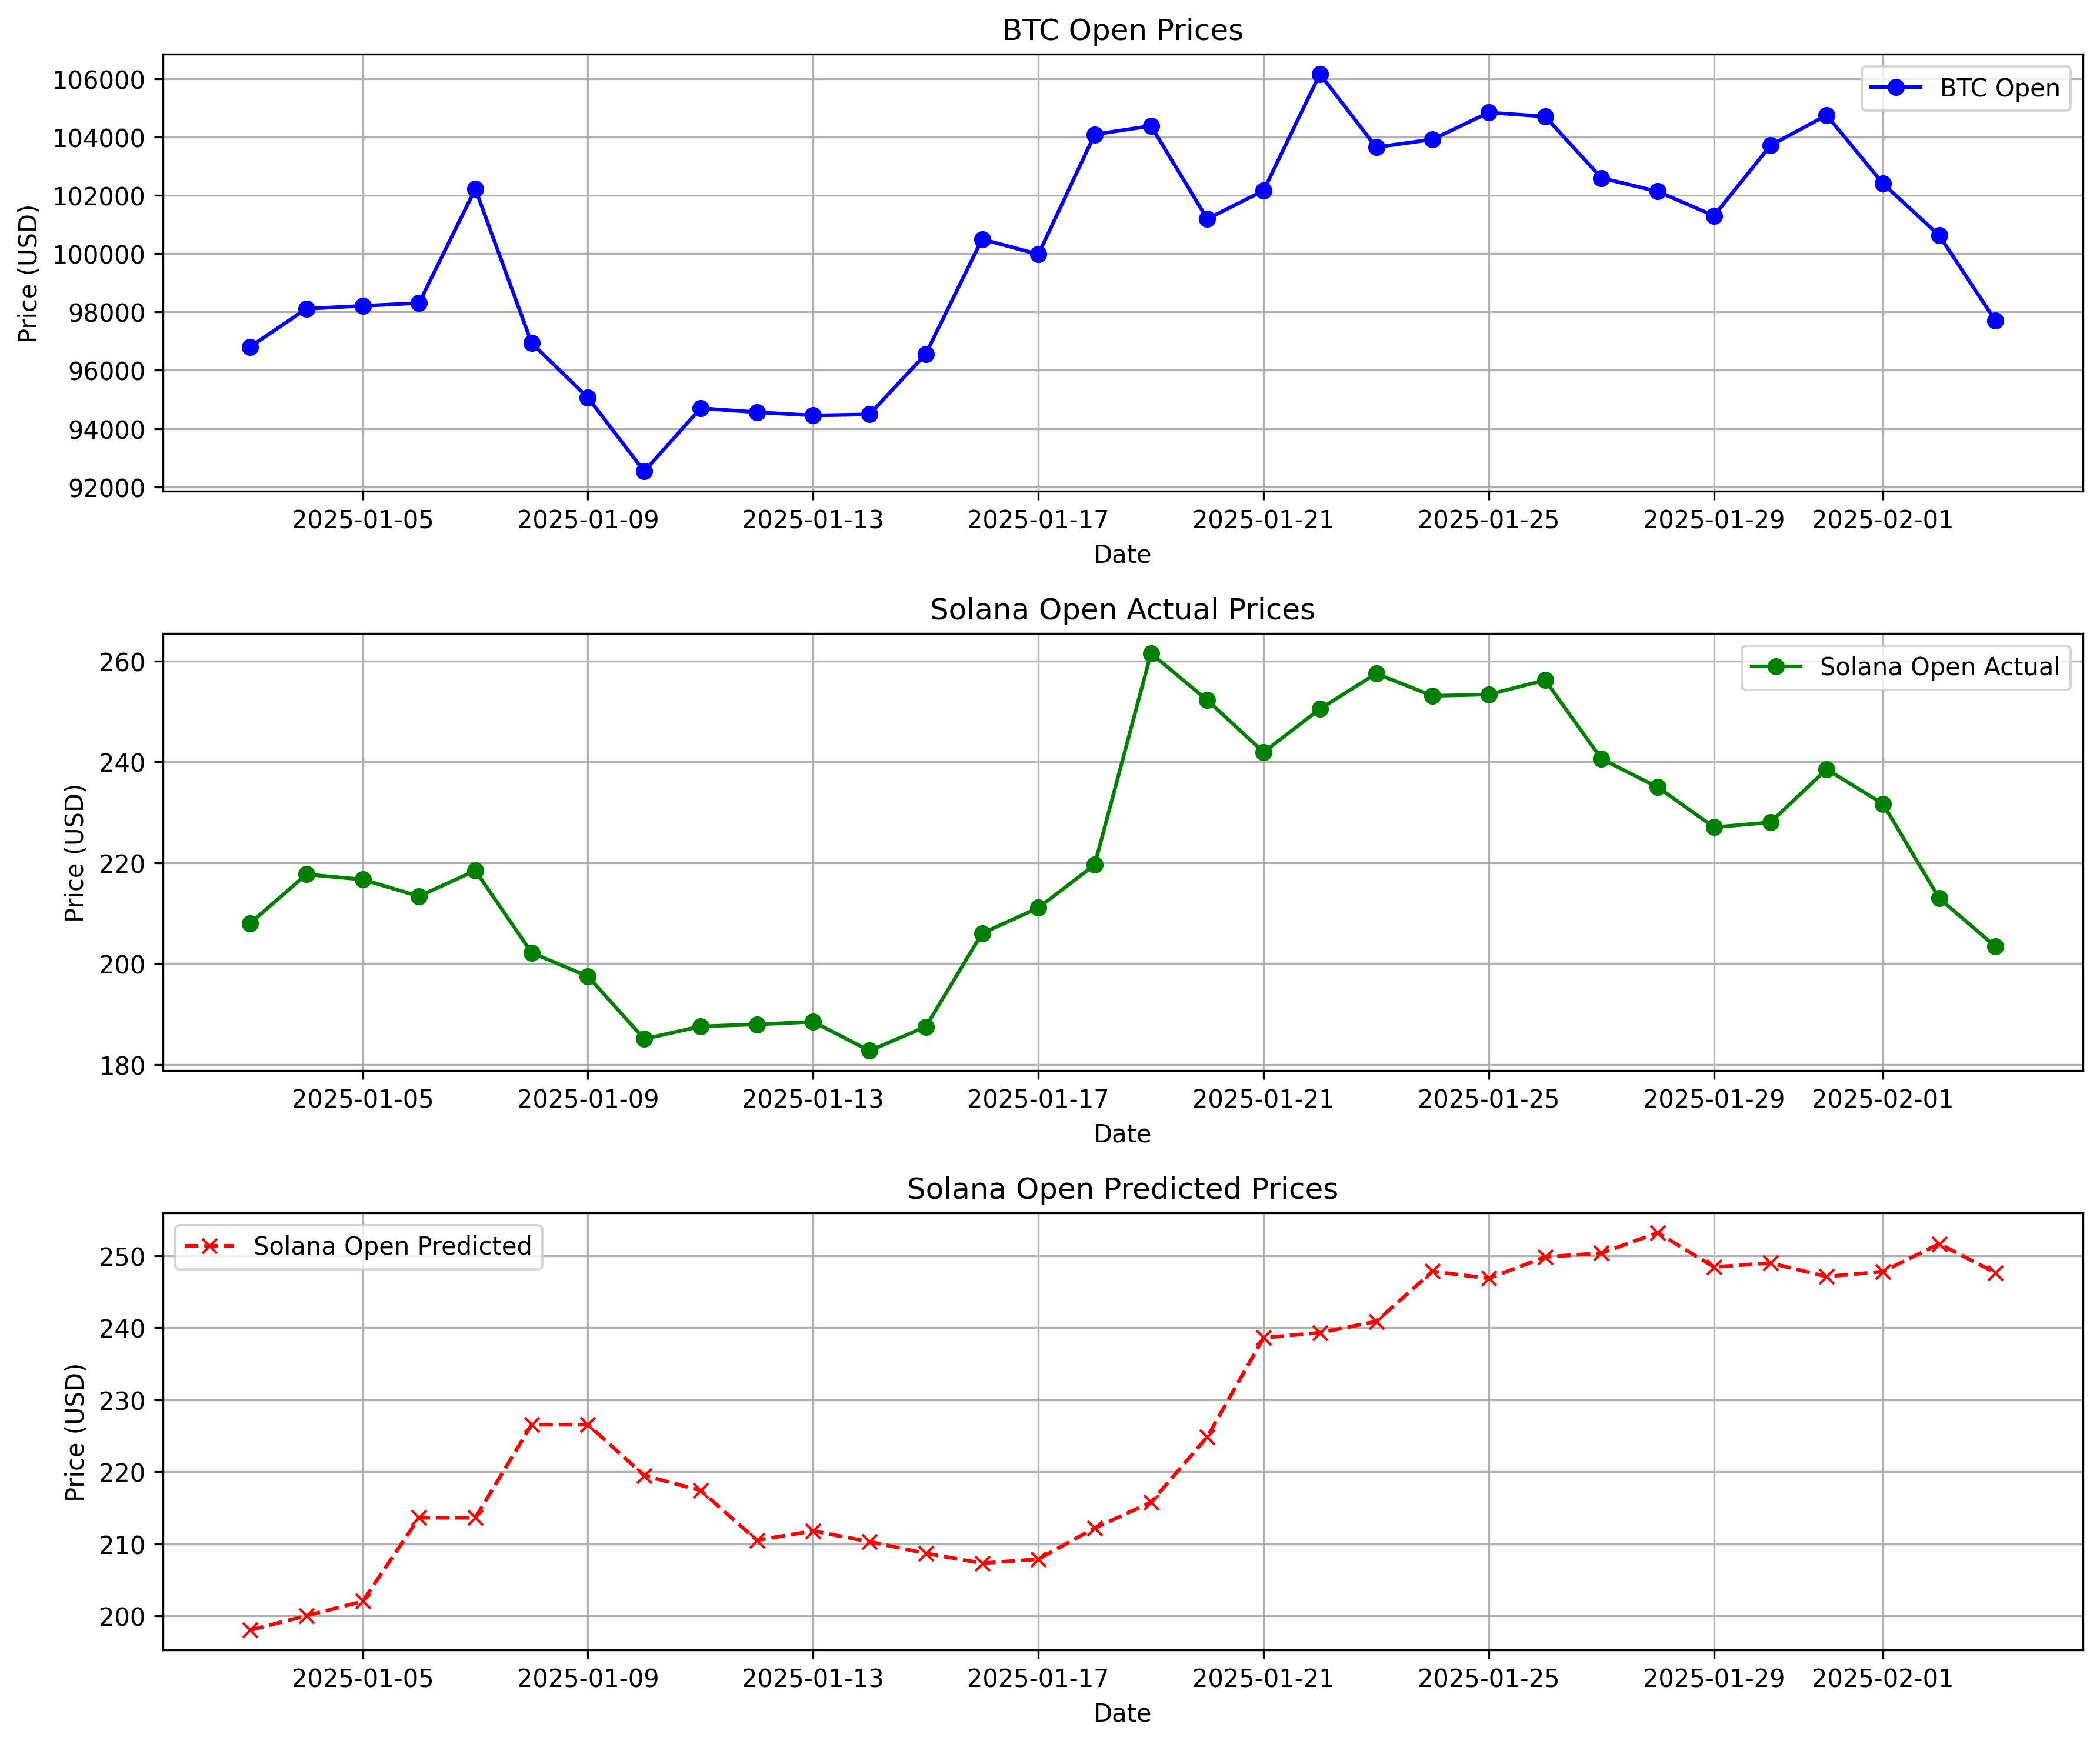 BTC Open Prices
BTC Open
106000
104000
102000
100000
98000
96000
94000
92000
Price (USD)
2025-01-05 2025-01-09 2025-01-13 2025-01-17 2025-01-21 2025-01-25 2025-01-29 2025-02-01
Date
Solana Open Actual Prices
Solana Open Actual
260
240
220
200
180
Price (USD)
2025-01-05 2025-01-09 2025-01-13 2025-01-17 2025-01-21 2025-01-25 2025-01-29 2025-02-01
Date
Solana Open Predicted Prices
Solana Open Predicted
250
240
230
220
210
200
Price (USD)
2025-01-05 2025-01-09 2025-01-13 2025-01-17 2025-01-21 2025-01-25 2025-01-29 2025-02-01
Date